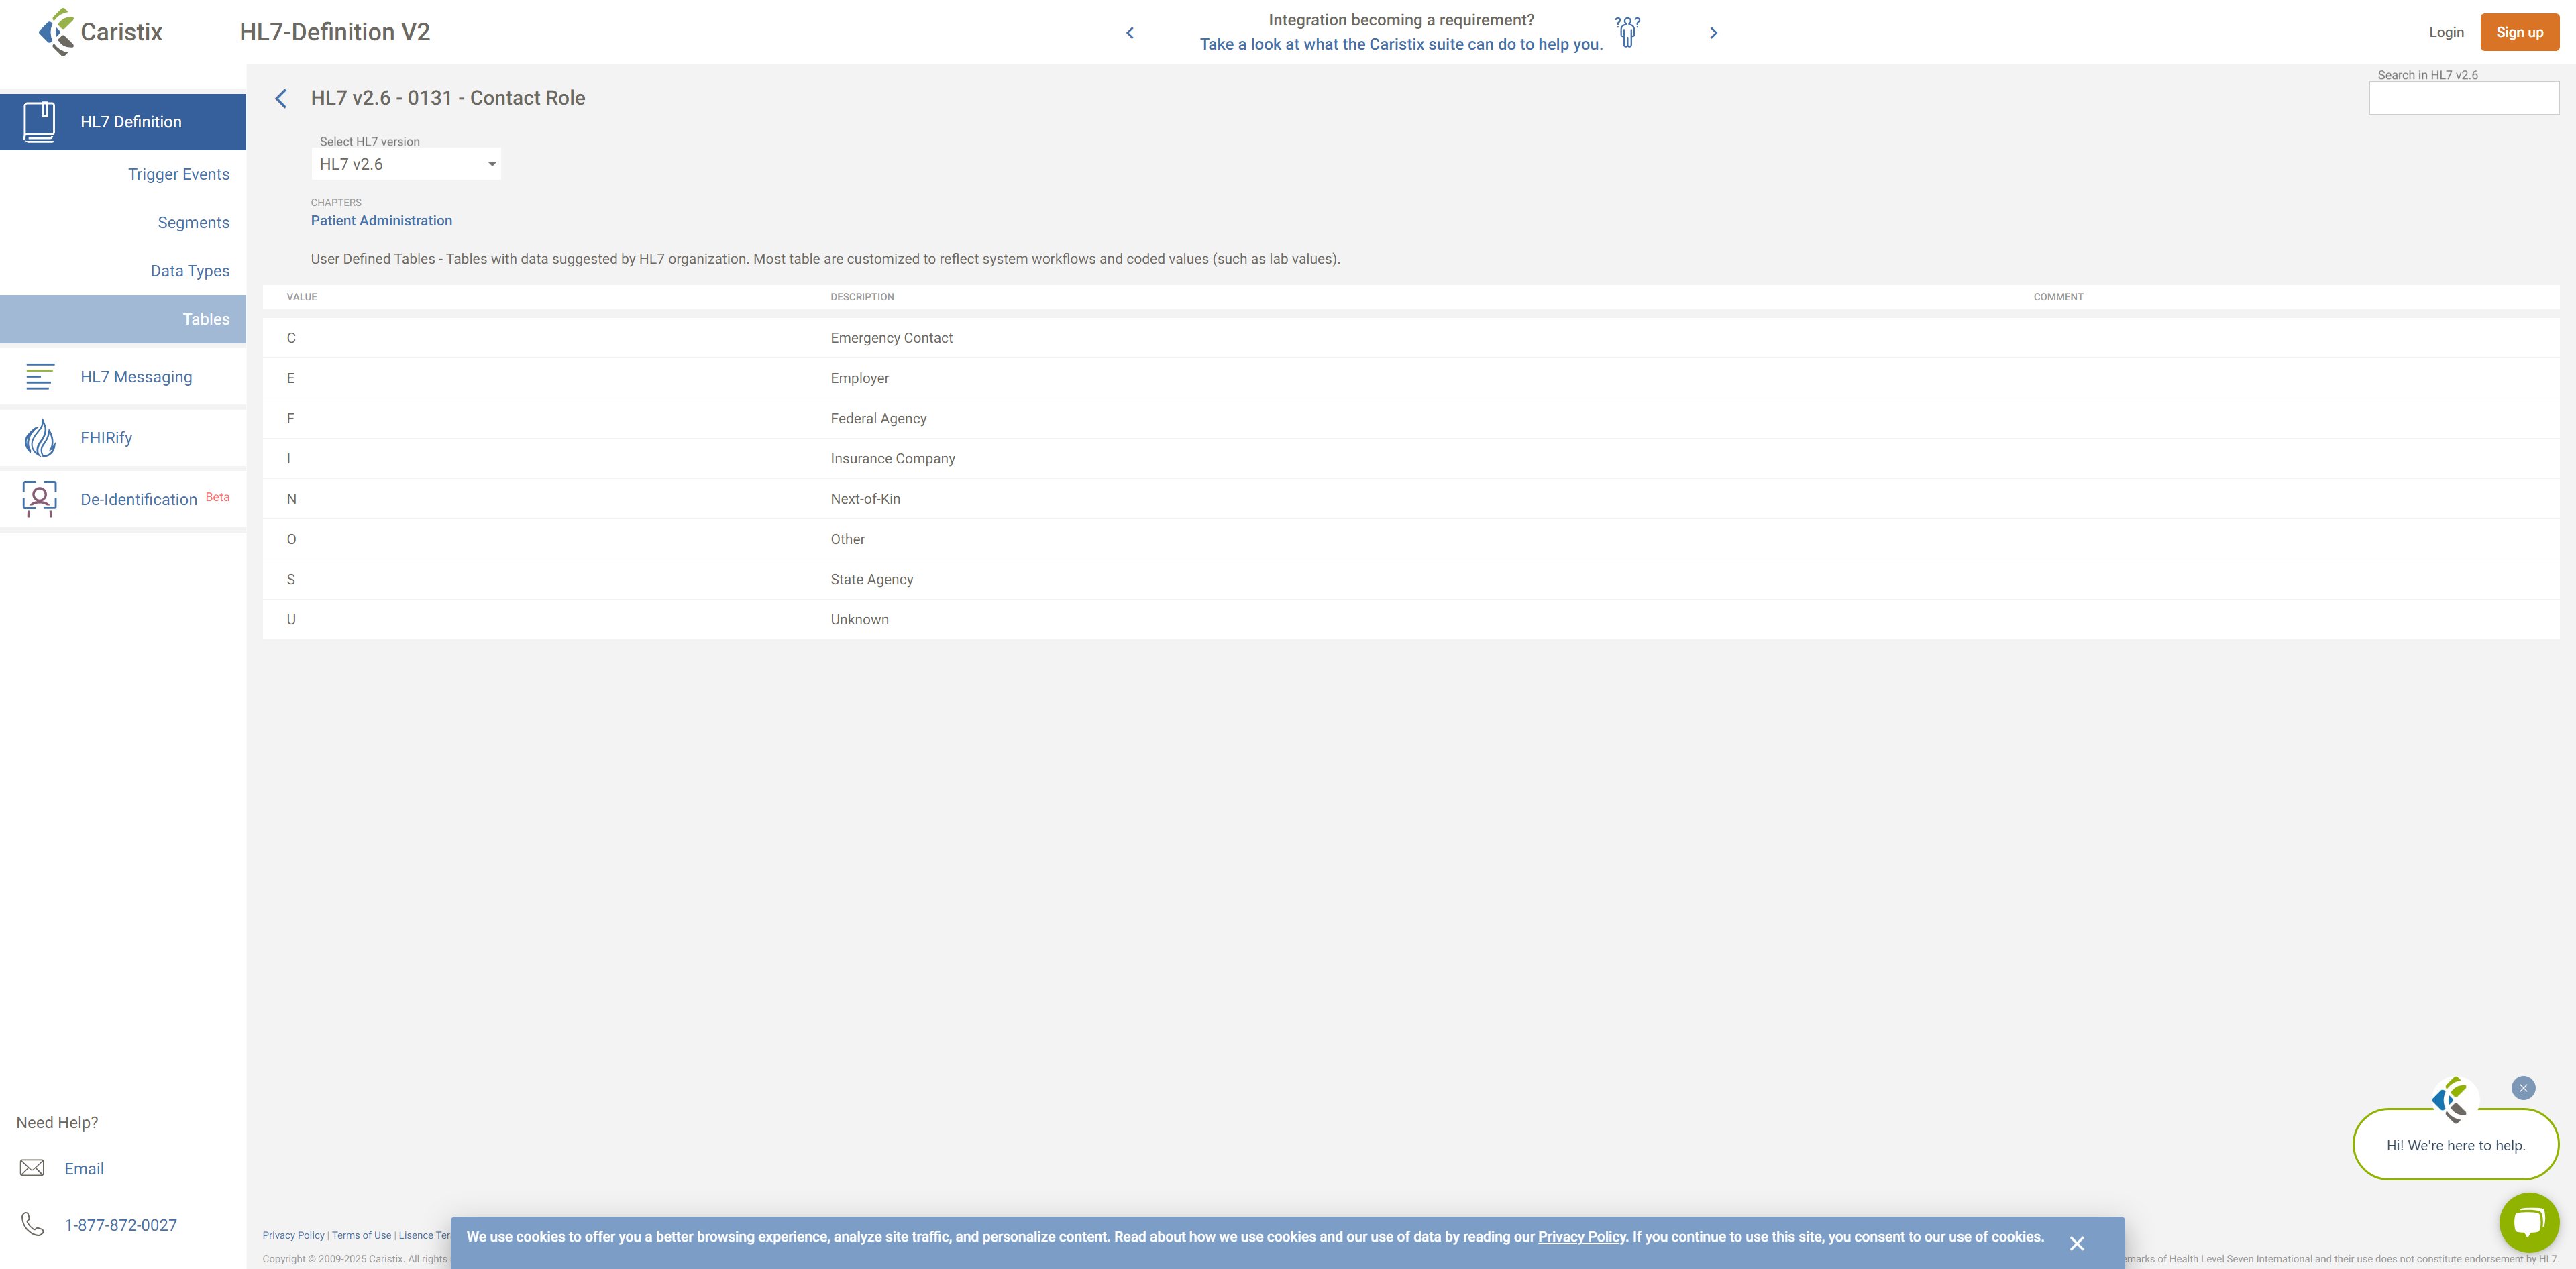 Caristix
HL7-Definition V2
Integration becoming a requirement?
Take a look at what the Caristix suite can do to help you.
Login
Sign up
HL7 Definition
Trigger Events
Segments
Data Types
Tables
HL7 Messaging
FHIRify
De-Identification Beta
Need Help?
Email
1-877-872-0027
HL7 v2.6 - 0131 - Contact Role
Search in HL7 v2.6
Select HL7 version
HL7 v2.6
CHAPTERS
Patient Administration
User Defined Tables - Tables with data suggested by HL7 organization. Most table are customized to reflect system workflows and coded values (such as lab values).
VALUE DESCRIPTION COMMENT
C Emergency Contact
E Employer
F Federal Agency
I Insurance Company
N Next-of-Kin
O Other
S State Agency
U Unknown
Hi! We're here to help.
Privacy Policy | Terms of Use | Lisence Ter
We use cookies to offer you a better browsing experience, analyze site traffic, and personalize content. Read about how we use cookies and our use of data by reading our Privacy Policy. If you continue to use this site, you consent to our use of cookies.
Copyright © 2009-2025 Caristix. All rights
emarks of Health Level Seven International and their use does not constitute endorsement by HL7.